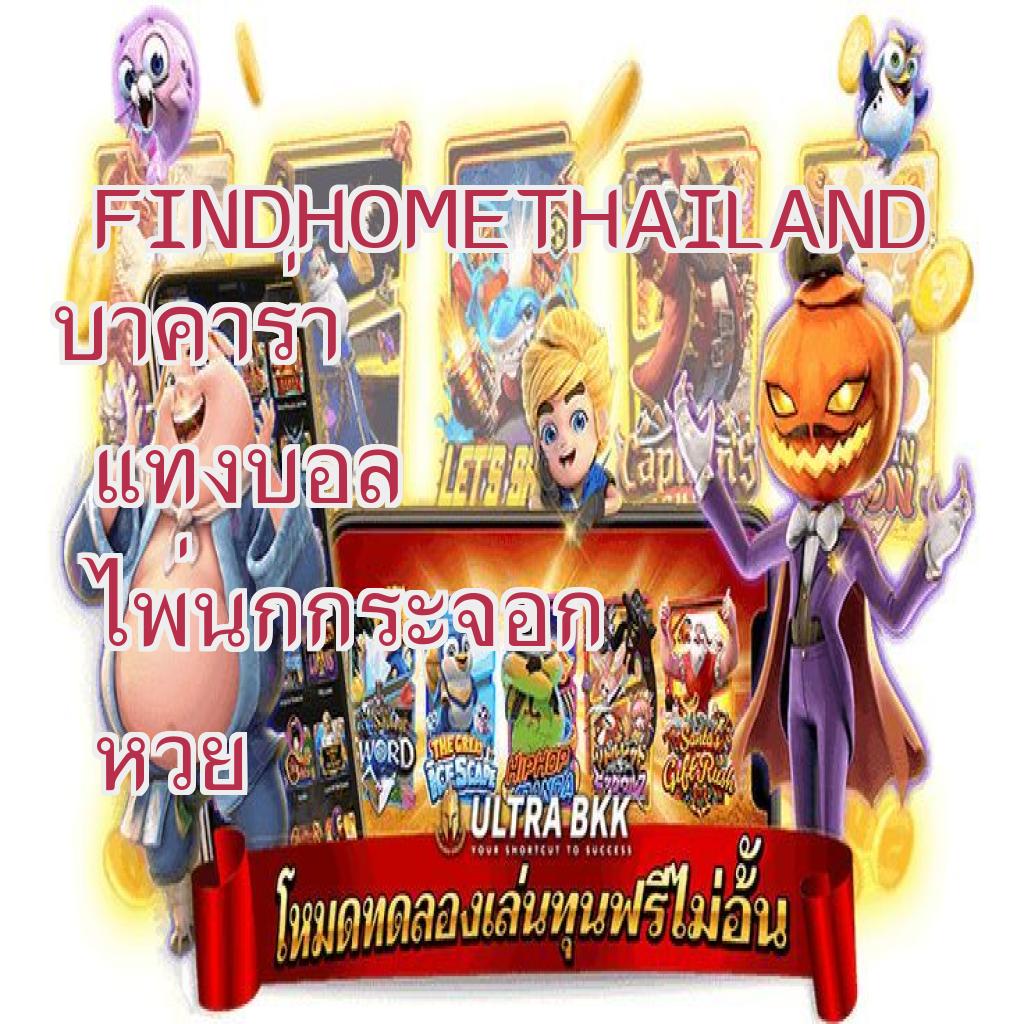 FINDHOMETHAILAND
บาคาร่า
แทงบอล
ไพ่นกกระจอก
หวย
LET'S
Captain's
WORD
THE GREAT
ICESCAPE
HIPHOP
Santa's
Gift Rush
ULTRA BKK
YOUR SHORTCUT TO SUCCESS
โหมดทดลองเล่นทุนฟรีไม่อั้น